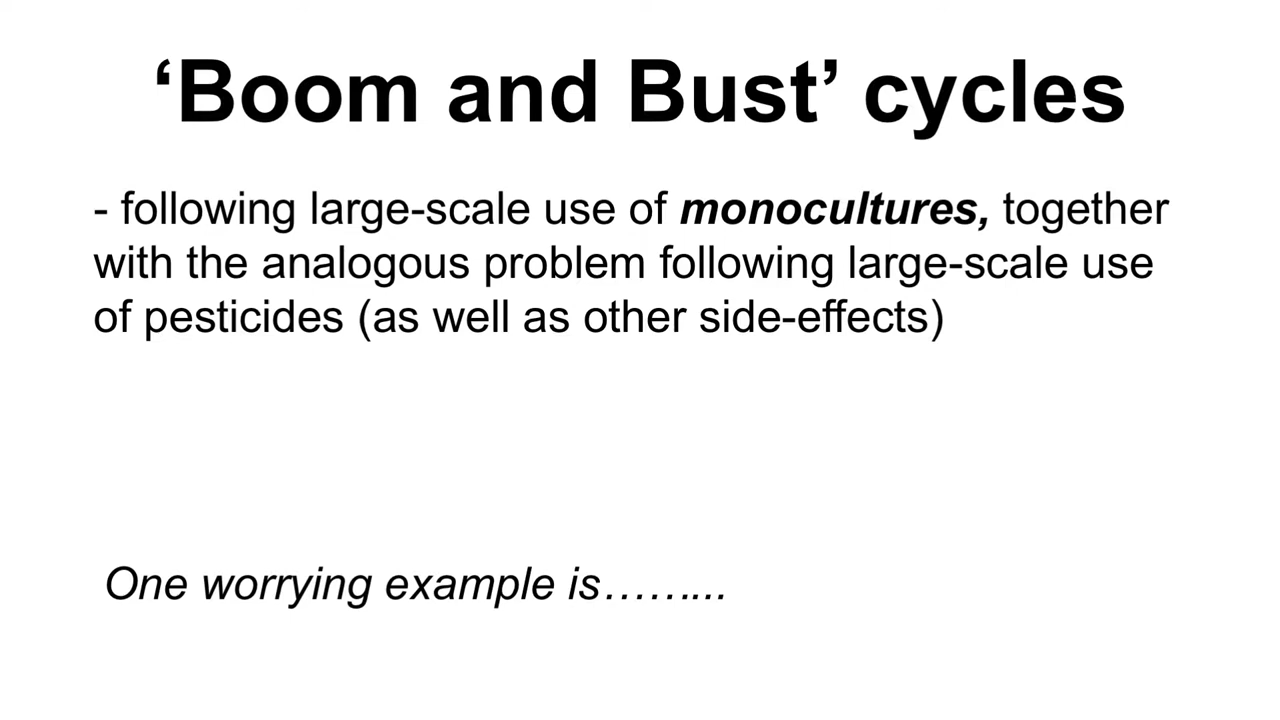 ‘Boom and Bust’ cycles
- following large-scale use of monocultures, together
with the analogous problem following large-scale use
of pesticides (as well as other side-effects)
One worrying example is……...